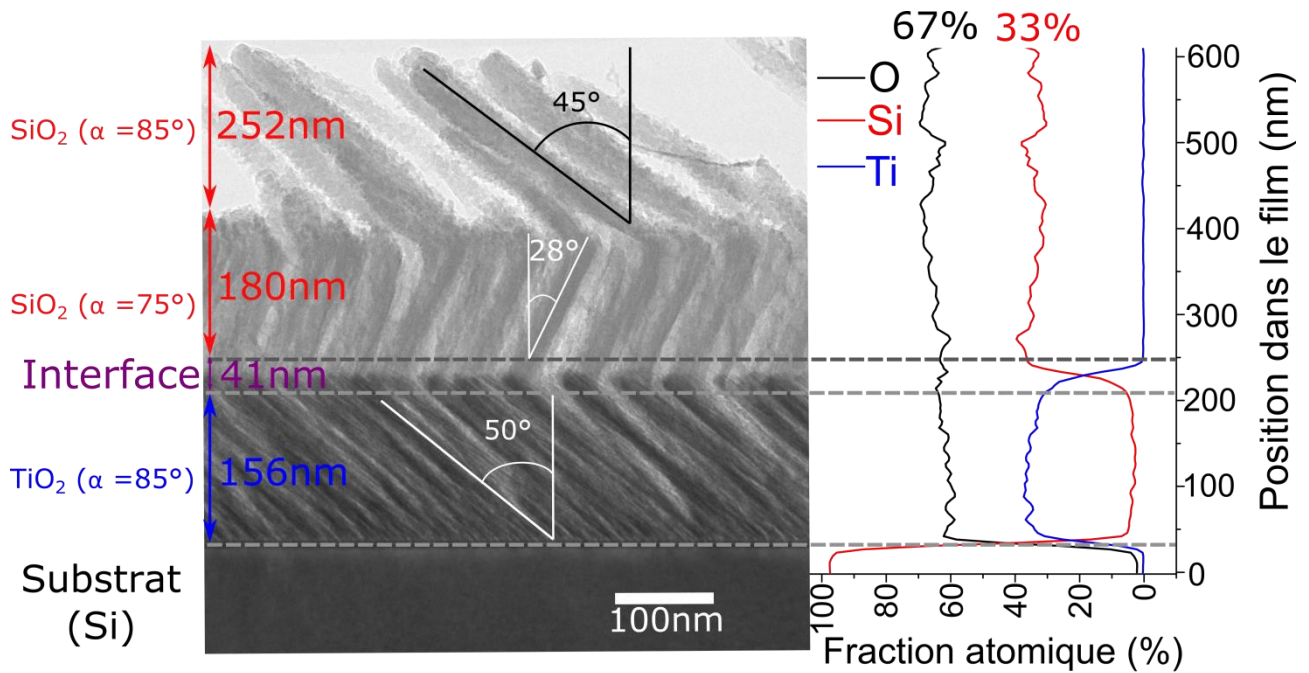 67% 33%
O
Si
Ti
SiO₂ (α =85°)
252nm
45°
SiO₂ (α =75°)
180nm
28°
Interface
41nm
TiO₂ (α =85°)
156nm
50°
Substrat
(Si)
100nm
600
500
400
300
200
100
0
Position dans le film (nm)
100 80 60 40 20 0
Fraction atomique (%)